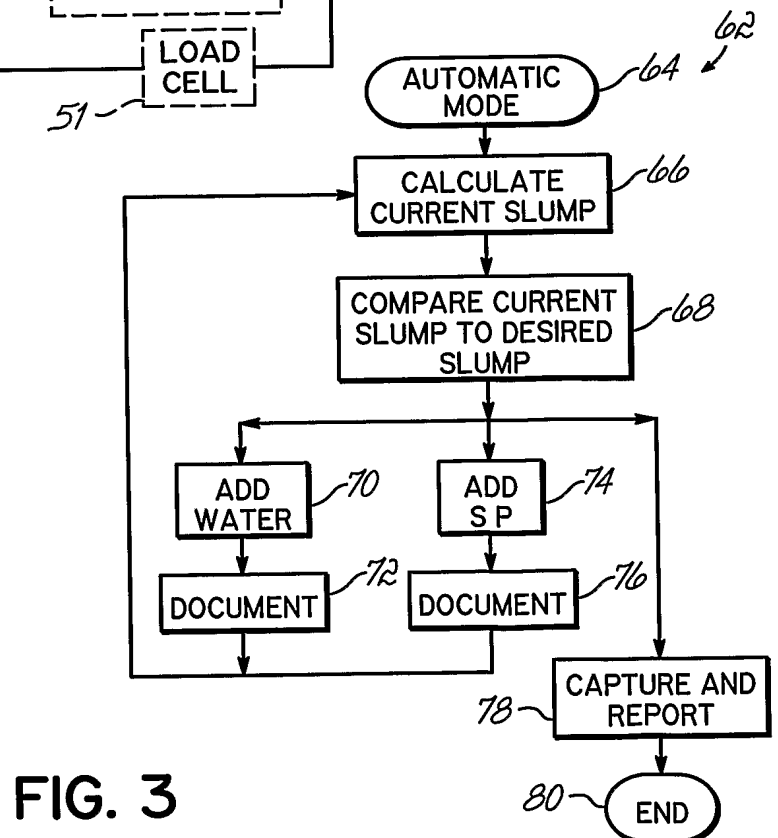 LOAD
CELL
51
62
AUTOMATIC
MODE
64
CALCULATE
CURRENT SLUMP
66
COMPARE CURRENT
SLUMP TO DESIRED
SLUMP
68
ADD
WATER
70
ADD
S P
74
DOCUMENT
72
DOCUMENT
76
CAPTURE AND
REPORT
78
FIG. 3
80
END